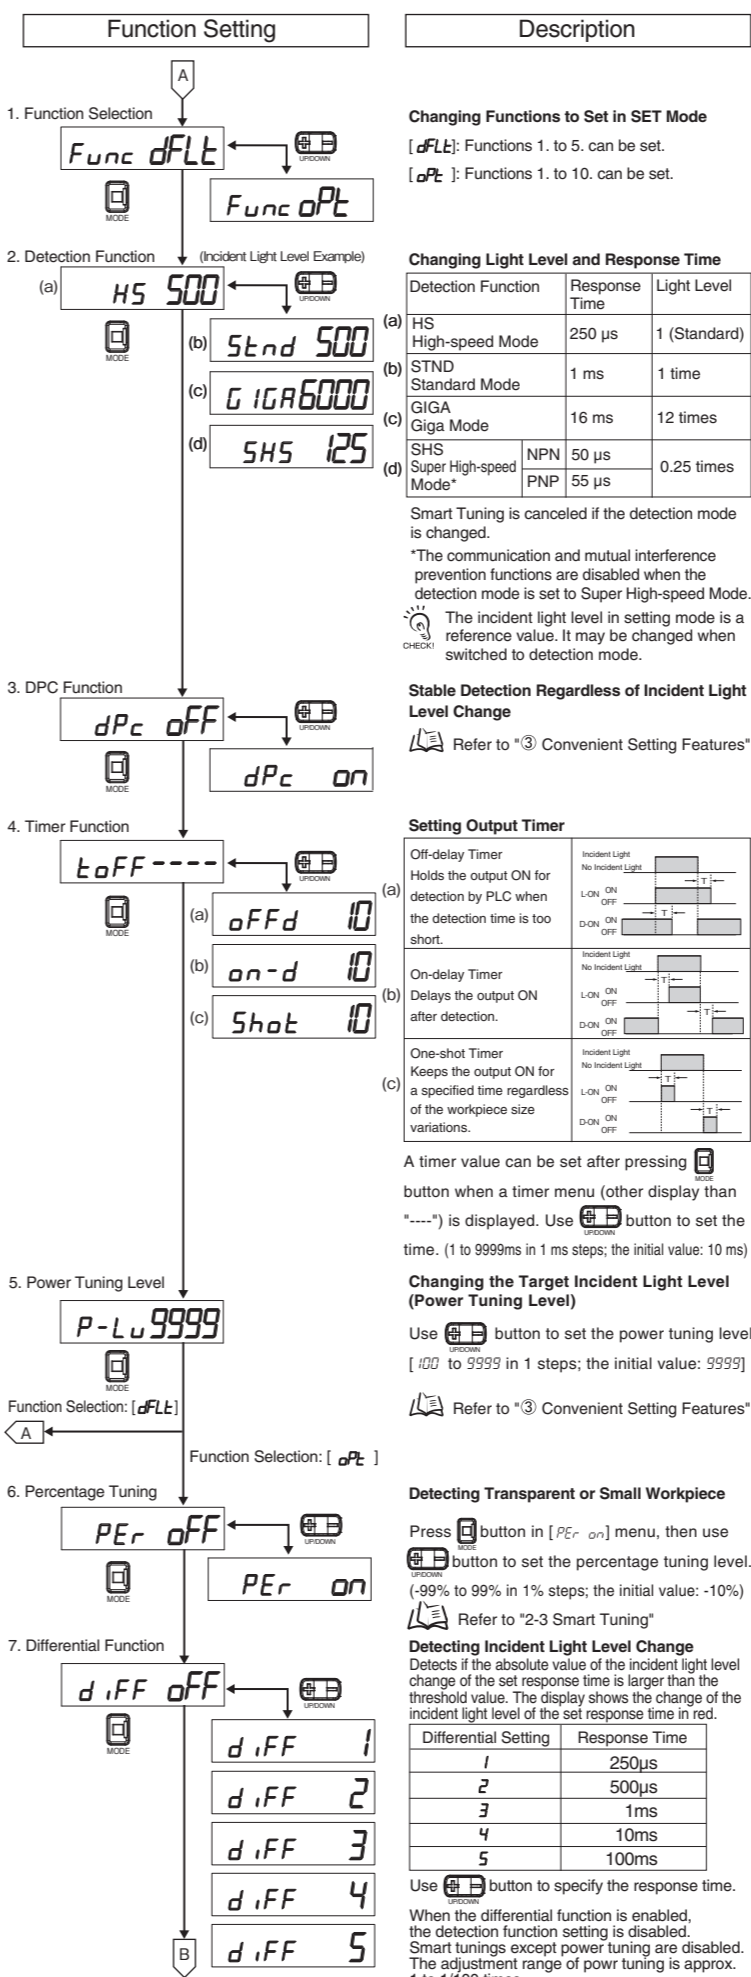 Function Setting
Description
A
1. Function Selection
Func dFLt
UP/DOWN
MODE
Func oPt
Changing Functions to Set in SET Mode
[ dFLt]: Functions 1. to 5. can be set.
[ oPt ]: Functions 1. to 10. can be set.
2. Detection Function (Incident Light Level Example)
(a) HS 500
UP/DOWN
MODE
(b) Stnd 500
(c) GIGA 6000
(d) SHS 125
Changing Light Level and Response Time
Detection Function Response Time Light Level
(a) HS High-speed Mode 250 µs 1 (Standard)
(b) STND Standard Mode 1 ms 1 time
(c) GIGA Giga Mode 16 ms 12 times
(d) SHS Super High-speed Mode* NPN 50 µs 0.25 times
PNP 55 µs
Smart Tuning is canceled if the detection mode
is changed.
*The communication and mutual interference
prevention functions are disabled when the
detection mode is set to Super High-speed Mode.
CHECK!
The incident light level in setting mode is a
reference value. It may be changed when
switched to detection mode.
3. DPC Function
dPc oFF
UP/DOWN
MODE
dPc on
Stable Detection Regardless of Incident Light
Level Change
Refer to "③ Convenient Setting Features"
4. Timer Function
toFF ----
UP/DOWN
MODE
(a) oFFd 10
(b) on-d 10
(c) Shot 10
Setting Output Timer
(a)
Off-delay Timer
Holds the output ON for
detection by PLC when
the detection time is too
short.
Incident Light
No Incident Light
T
L-ON ON
OFF
T
D-ON ON
OFF
(b)
On-delay Timer
Delays the output ON
after detection.
Incident Light
No Incident Light
T
L-ON ON
OFF
T
D-ON ON
OFF
(c)
One-shot Timer
Keeps the output ON for
a specified time regardless
of the workpiece size
variations.
Incident Light
No Incident Light
T
L-ON ON
OFF
T
D-ON ON
OFF
A timer value can be set after pressing
MODE
button when a timer menu (other display than
"----") is displayed. Use button to set the
UP/DOWN
time. (1 to 9999ms in 1 ms steps; the initial value: 10 ms)
5. Power Tuning Level
P-Lv 9999
MODE
Function Selection: [dFLt]
A
Function Selection: [ oPt ]
Changing the Target Incident Light Level
(Power Tuning Level)
Use button to set the power tuning level
UP/DOWN
[ 100 to 9999 in 1 steps; the initial value: 9999]
Refer to "③ Convenient Setting Features"
6. Percentage Tuning
PEr oFF
UP/DOWN
MODE
PEr on
Detecting Transparent or Small Workpiece
Press button in [ PEr on] menu, then use
MODE
button to set the percentage tuning level.
UP/DOWN
(-99% to 99% in 1% steps; the initial value: -10%)
Refer to "2-3 Smart Tuning"
7. Differential Function
diFF oFF
UP/DOWN
MODE
diFF 1
diFF 2
diFF 3
diFF 4
diFF 5
B
Detecting Incident Light Level Change
Detects if the absolute value of the incident light level
change of the set response time is larger than the
threshold value. The display shows the change of the
incident light level of the set response time in red.
Differential Setting Response Time
1 250µs
2 500µs
3 1ms
4 10ms
5 100ms
Use button to specify the response time.
UP/DOWN
When the differential function is enabled,
the detection function setting is disabled.
Smart tunings except power tuning are disabled.
The adjustment range of powr tuning is approx.
1 to 1/100 times.